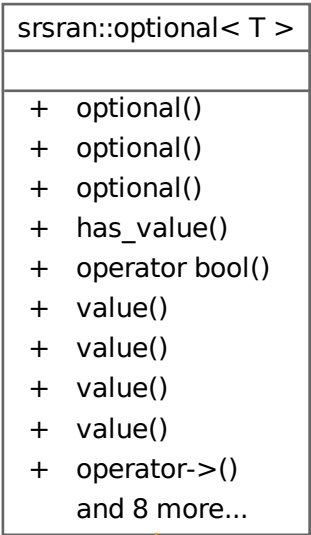 srsran::optional< T >
+ optional()
+ optional()
+ optional()
+ has_value()
+ operator bool()
+ value()
+ value()
+ value()
+ value()
+ operator->()
and 8 more...